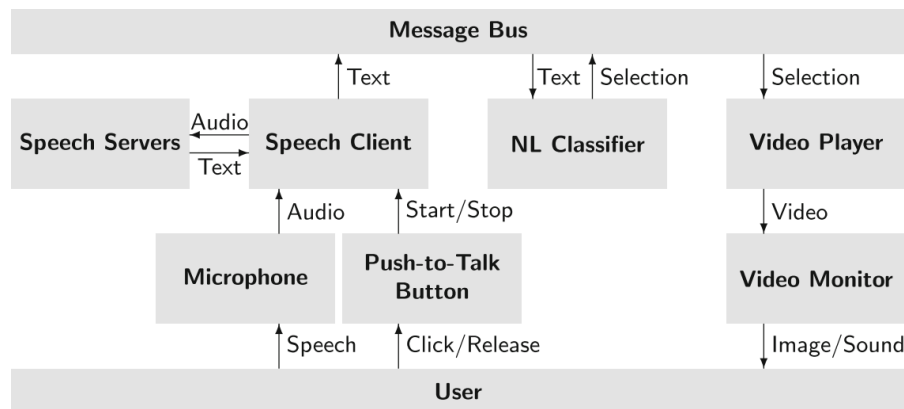 Message Bus
Text
Text
Selection
Selection
Speech Servers
Audio
Text
Speech Client
NL Classifier
Video Player
Audio
Start/Stop
Video
Microphone
Push-to-Talk
Button
Video Monitor
Speech
Click/Release
Image/Sound
User